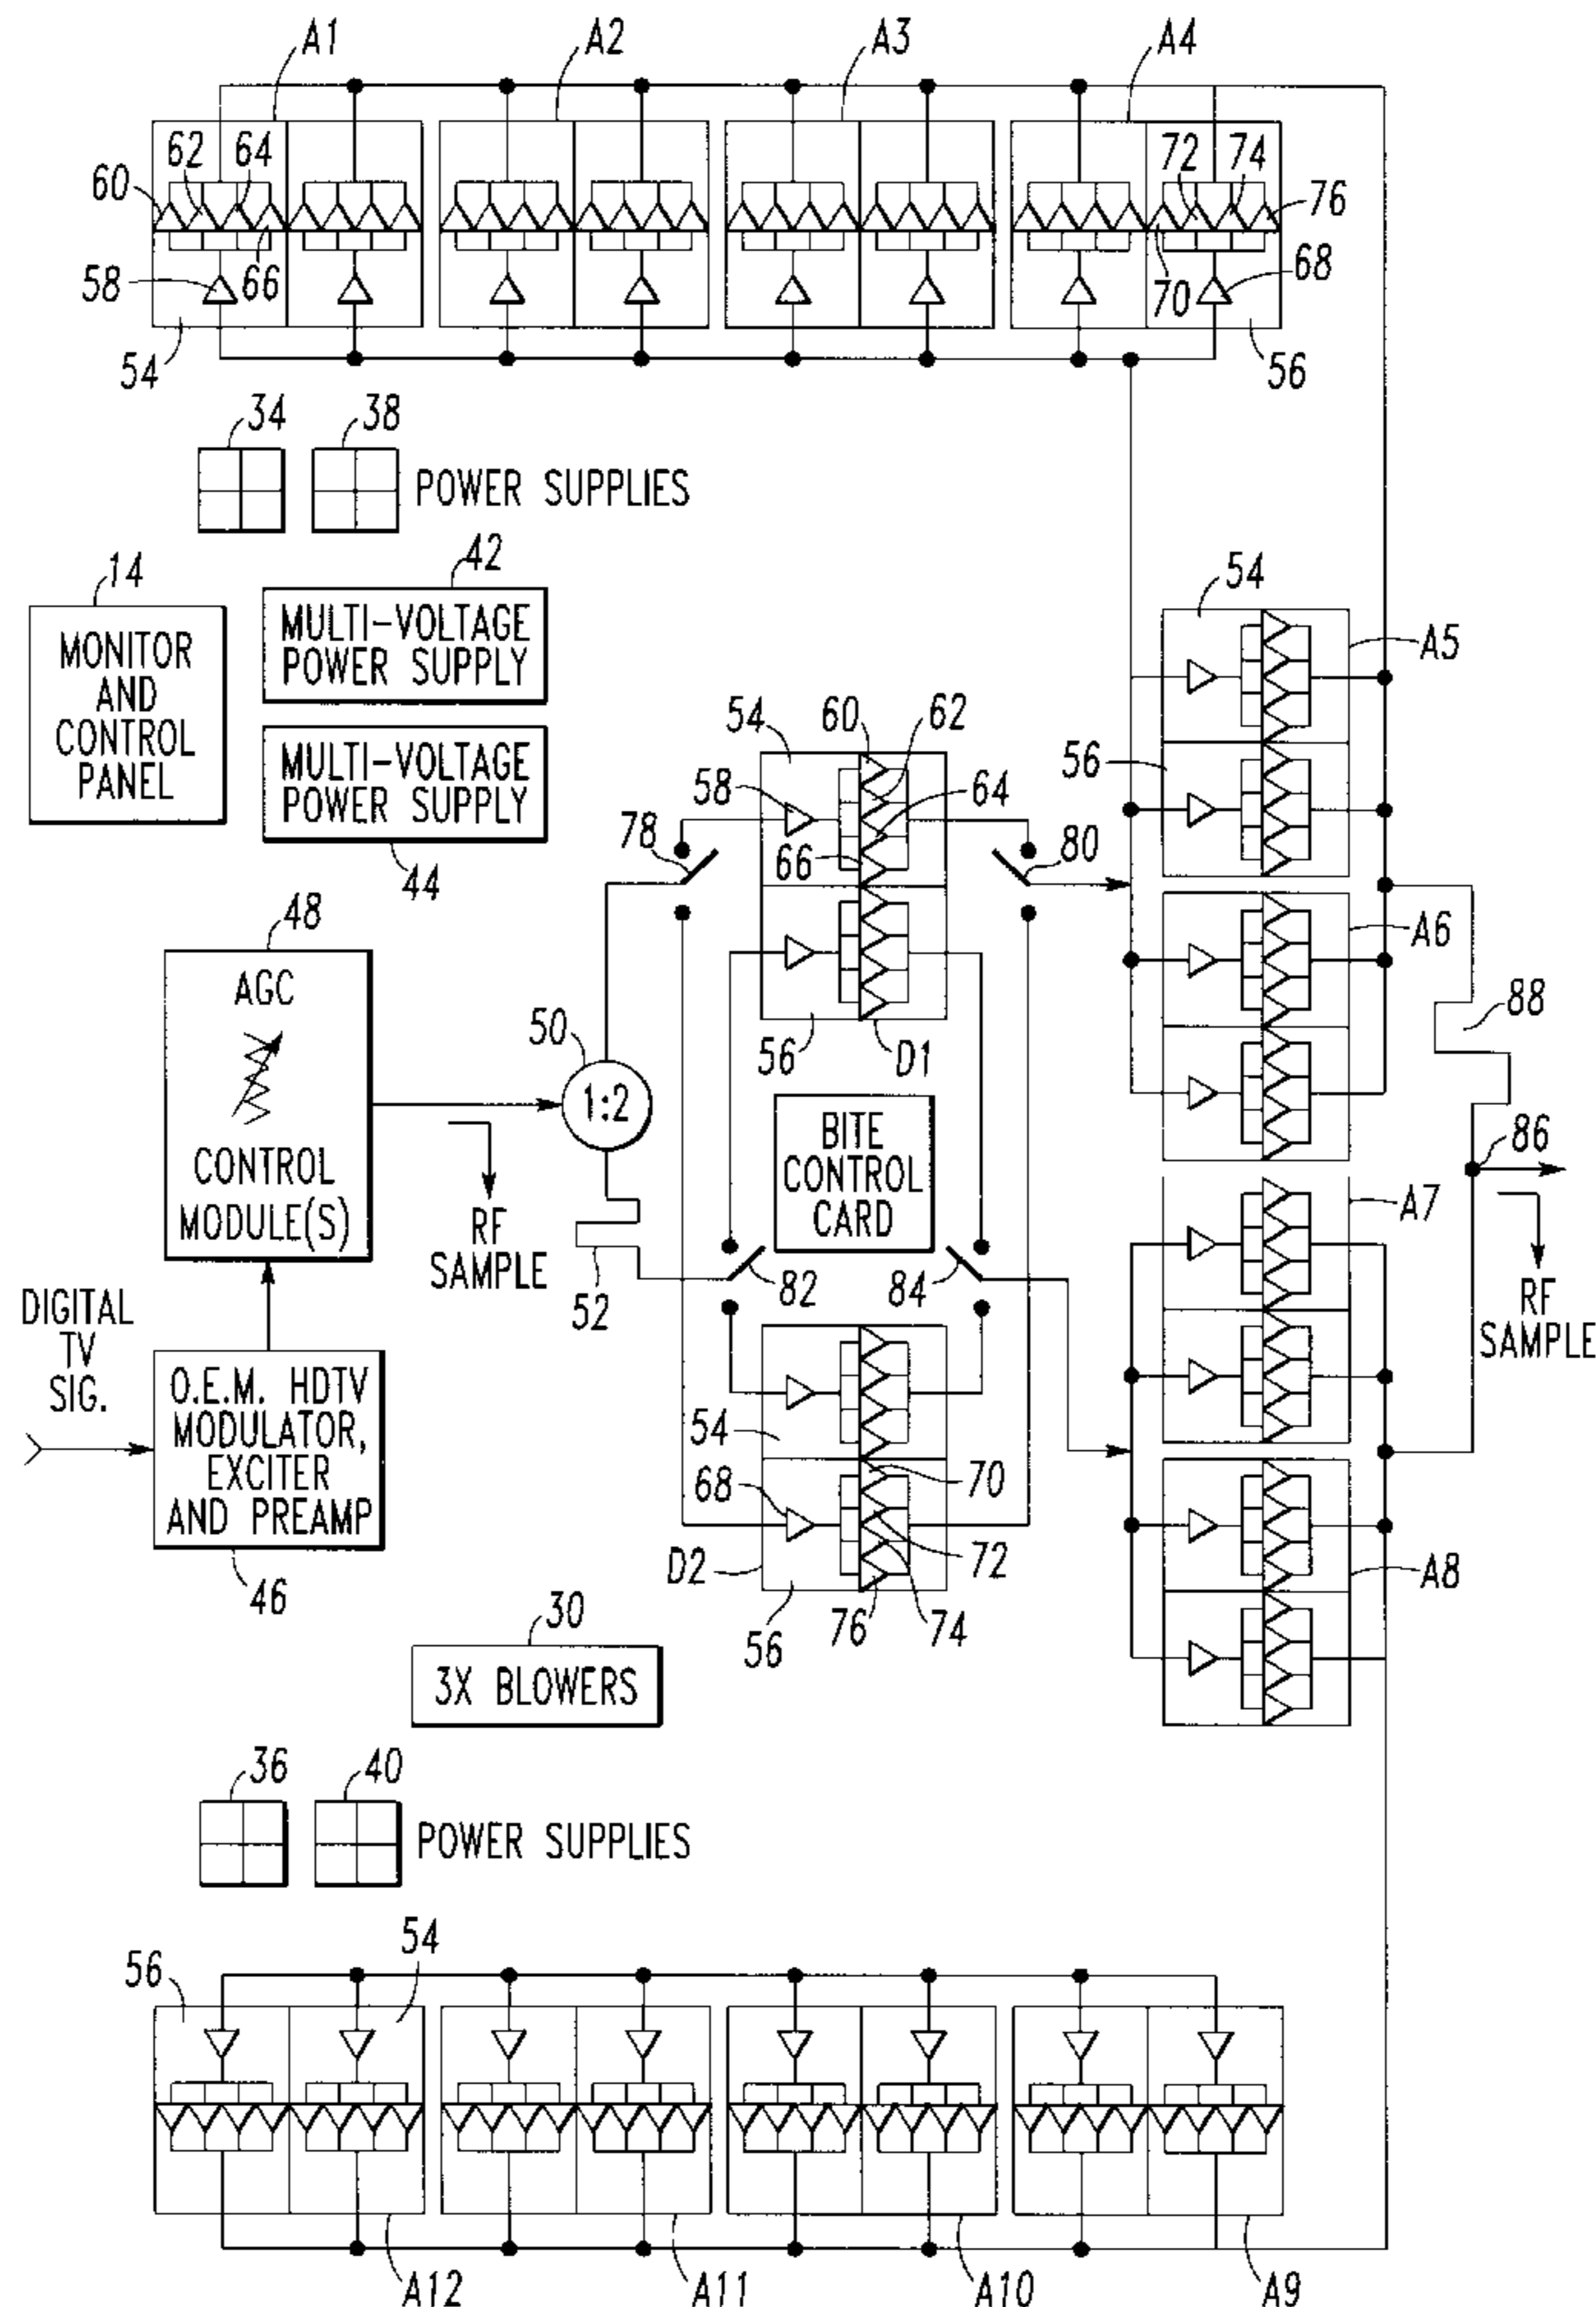 A1
A2
A3
A4
60
62
64
72
74
76
58
66
70
68
54
56
34
38
POWER SUPPLIES
14
MONITOR
AND
CONTROL
PANEL
42
MULTI-VOLTAGE
POWER SUPPLY
MULTI-VOLTAGE
POWER SUPPLY
44
54
A5
56
54
60
62
58
64
66
78
80
48
AGC
CONTROL
MODULE(S)
50
1:2
56
D1
A6
88
BITE
CONTROL
CARD
86
RF
SAMPLE
52
82
84
A7
RF
SAMPLE
DIGITAL
TV
SIG.
O.E.M. HDTV
MODULATOR,
EXCITER
AND PREAMP
46
54
70
68
72
D2
56
76
74
A8
30
3X BLOWERS
36
40
POWER SUPPLIES
56
54
A12
A11
A10
A9